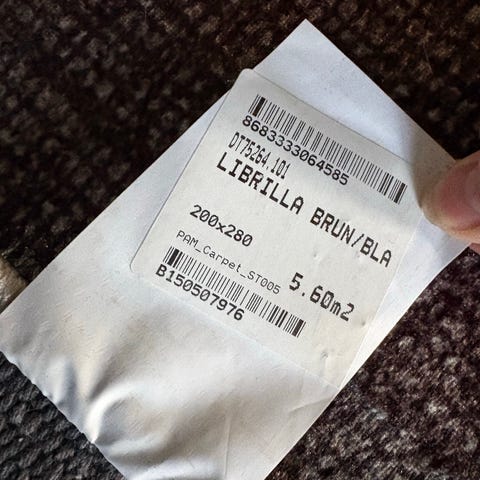 8683333064585
DT75264.101
LIBRILLA BRUN/BLA
200x280
PAM_Carpet_ST005
5.60m2
B150507976